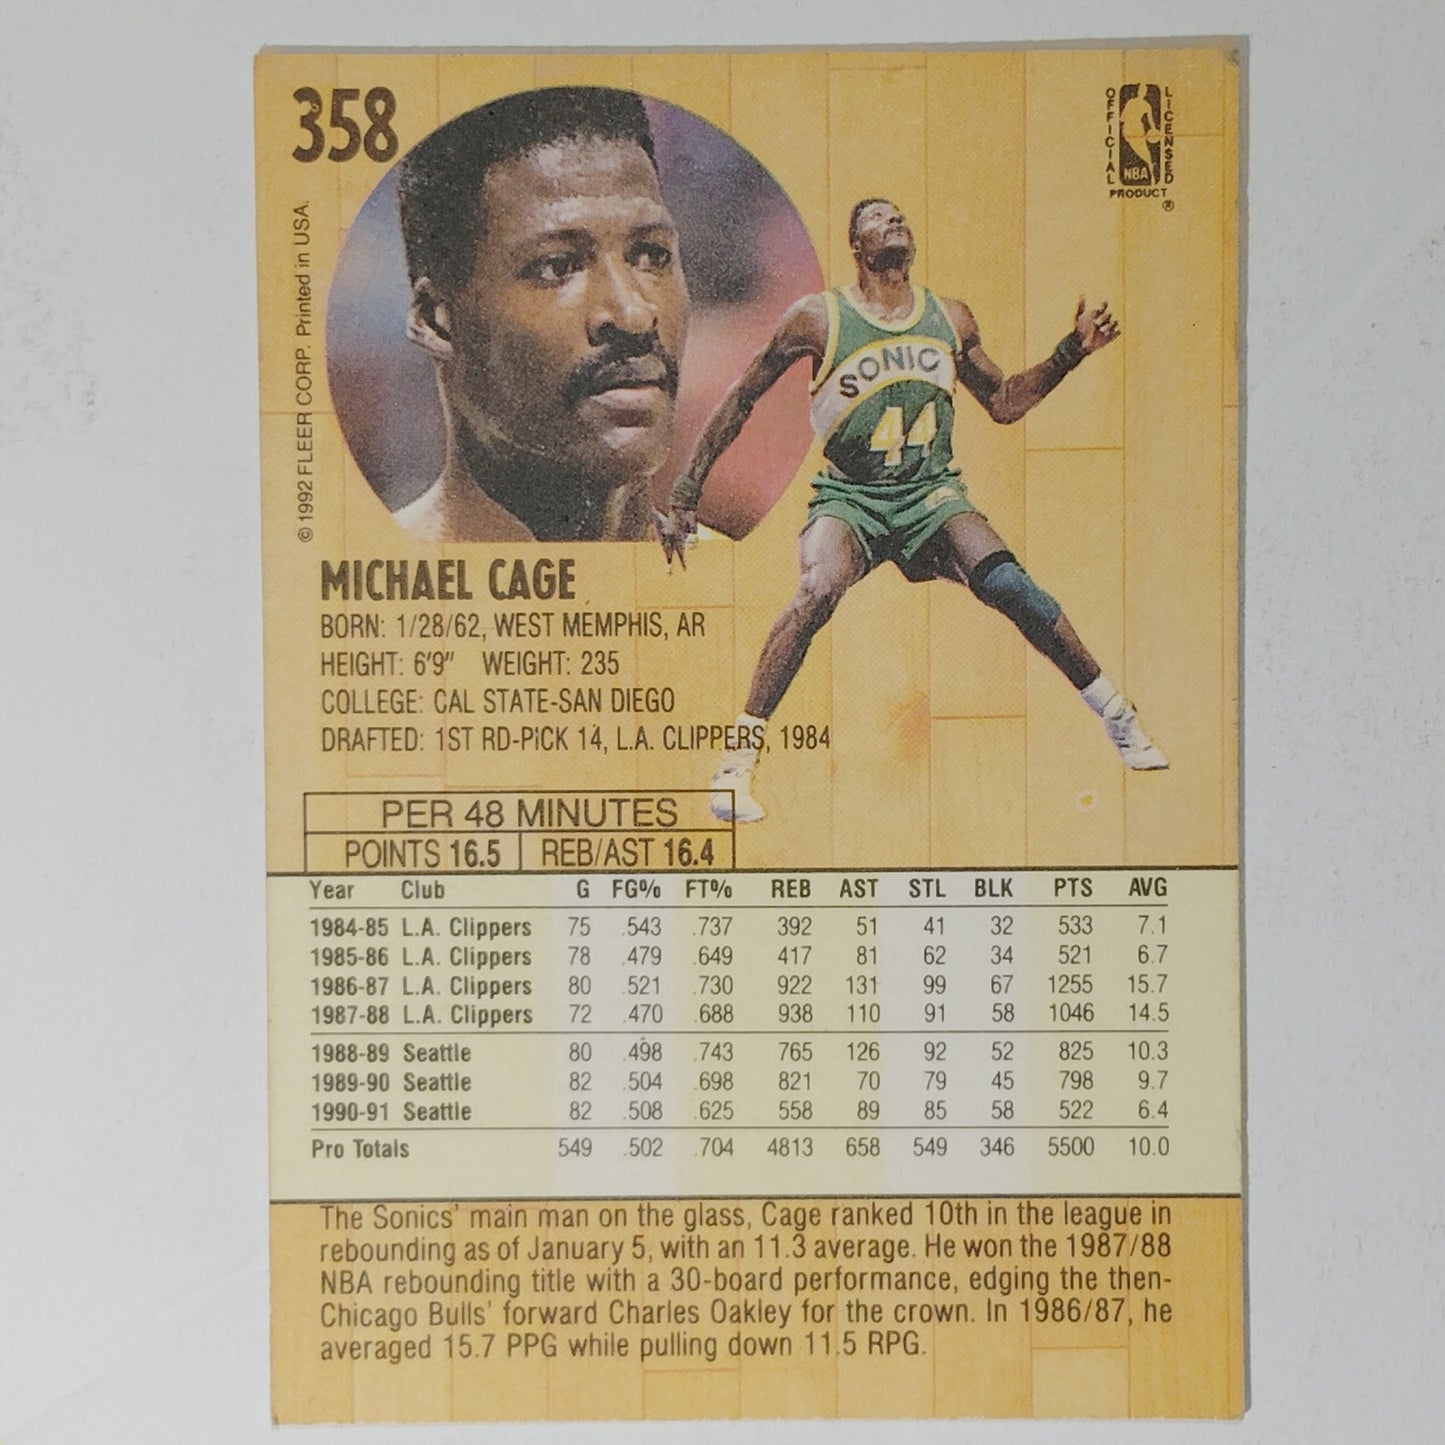 358
OFFICIAL LICENSED
NBA
PRODUCT ®
© 1992 FLEER CORP. Printed in USA.
SONIC
44
MICHAEL CAGE
BORN: 1/28/62, WEST MEMPHIS, AR
HEIGHT: 6'9" WEIGHT: 235
COLLEGE: CAL STATE-SAN DIEGO
DRAFTED: 1ST RD-PICK 14, L.A. CLIPPERS, 1984
PER 48 MINUTES
POINTS 16.5 REB/AST 16.4
Year Club G FG% FT% REB AST STL BLK PTS AVG
1984-85 L.A. Clippers 75 .543 .737 392 51 41 32 533 7.1
1985-86 L.A. Clippers 78 .479 .649 417 81 62 34 521 6.7
1986-87 L.A. Clippers 80 .521 .730 922 131 99 67 1255 15.7
1987-88 L.A. Clippers 72 .470 .688 938 110 91 58 1046 14.5
1988-89 Seattle 80 .498 .743 765 126 92 52 825 10.3
1989-90 Seattle 82 .504 .698 821 70 79 45 798 9.7
1990-91 Seattle 82 .508 .625 558 89 85 58 522 6.4
Pro Totals 549 .502 .704 4813 658 549 346 5500 10.0
The Sonics' main man on the glass, Cage ranked 10th in the league in
rebounding as of January 5, with an 11.3 average. He won the 1987/88
NBA rebounding title with a 30-board performance, edging the then-
Chicago Bulls' forward Charles Oakley for the crown. In 1986/87, he
averaged 15.7 PPG while pulling down 11.5 RPG.